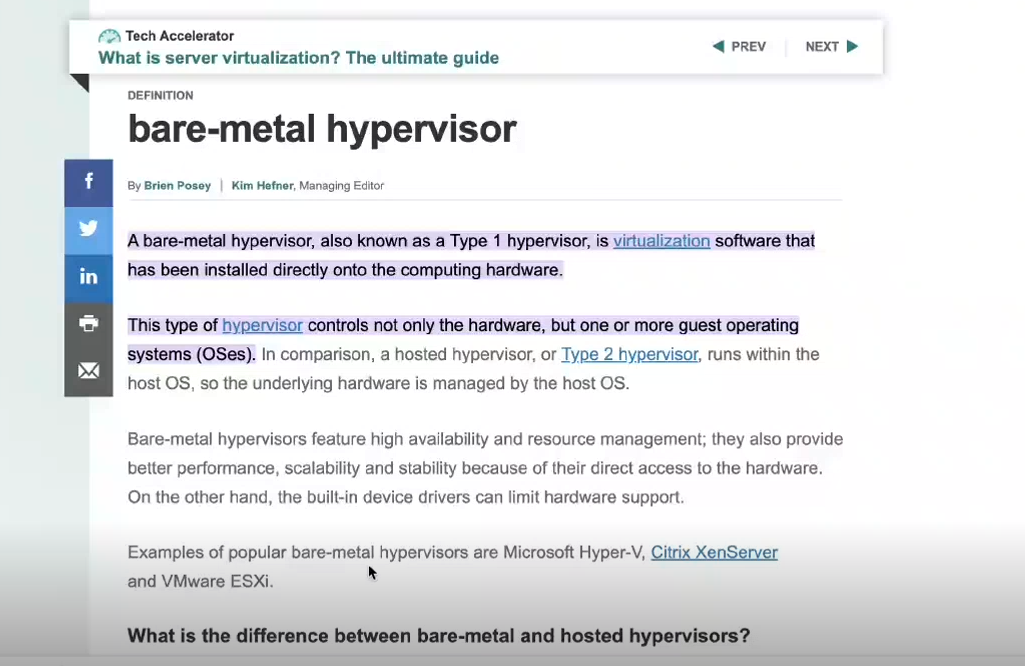 Tech Accelerator
What is server virtualization? The ultimate guide
PREV
NEXT
DEFINITION
bare-metal hypervisor
By Brien Posey | Kim Hefner, Managing Editor
A bare-metal hypervisor, also known as a Type 1 hypervisor, is virtualization software that
has been installed directly onto the computing hardware.
This type of hypervisor controls not only the hardware, but one or more guest operating
systems (OSes). In comparison, a hosted hypervisor, or Type 2 hypervisor, runs within the
host OS, so the underlying hardware is managed by the host OS.
Bare-metal hypervisors feature high availability and resource management; they also provide
better performance, scalability and stability because of their direct access to the hardware.
On the other hand, the built-in device drivers can limit hardware support.
Examples of popular bare-metal hypervisors are Microsoft Hyper-V, Citrix XenServer
and VMware ESXi.
What is the difference between bare-metal and hosted hypervisors?